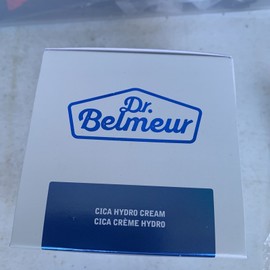 Dr.
Belmeur
CICA HYDRO CREAM
CICA CRÈME HYDRO